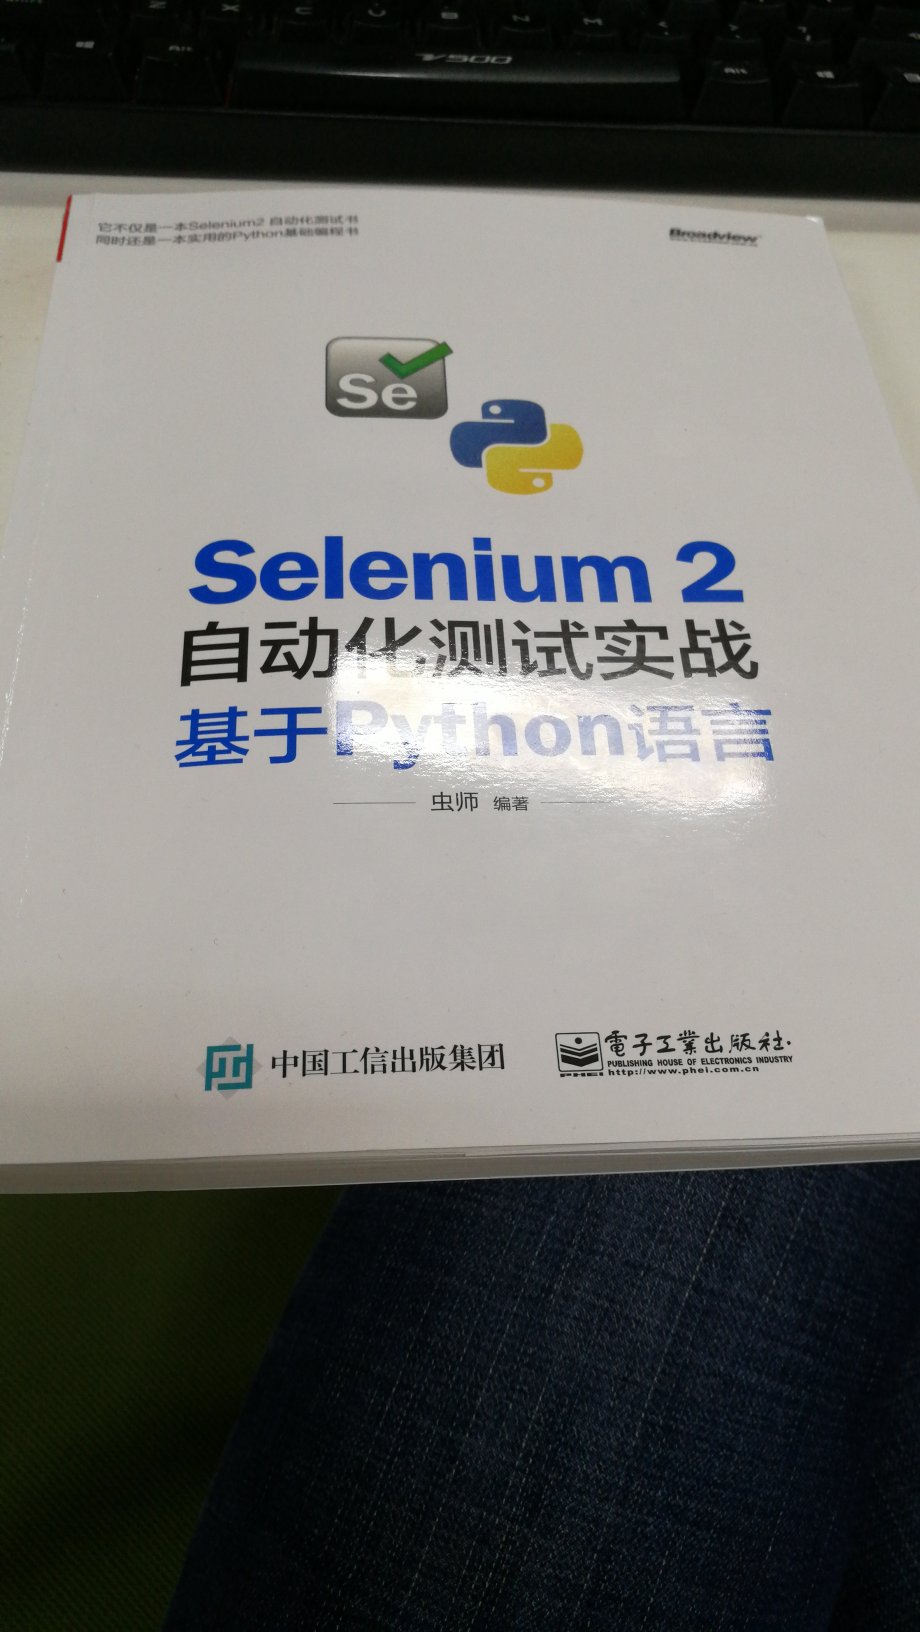 Z X C V B N M
Alt
V500
Alt
它不仅是一本Selenium2 自动化测试书
同时还是一本实用的Python基础编程书
Broadview
Se
Selenium 2
自动化测试实战
基于Python语言
虫师 编著
中国工信出版集团
電子工業出版社.
PUBLISHING HOUSE OF ELECTRONICS INDUSTRY
PHEI http://www.phei.com.cn